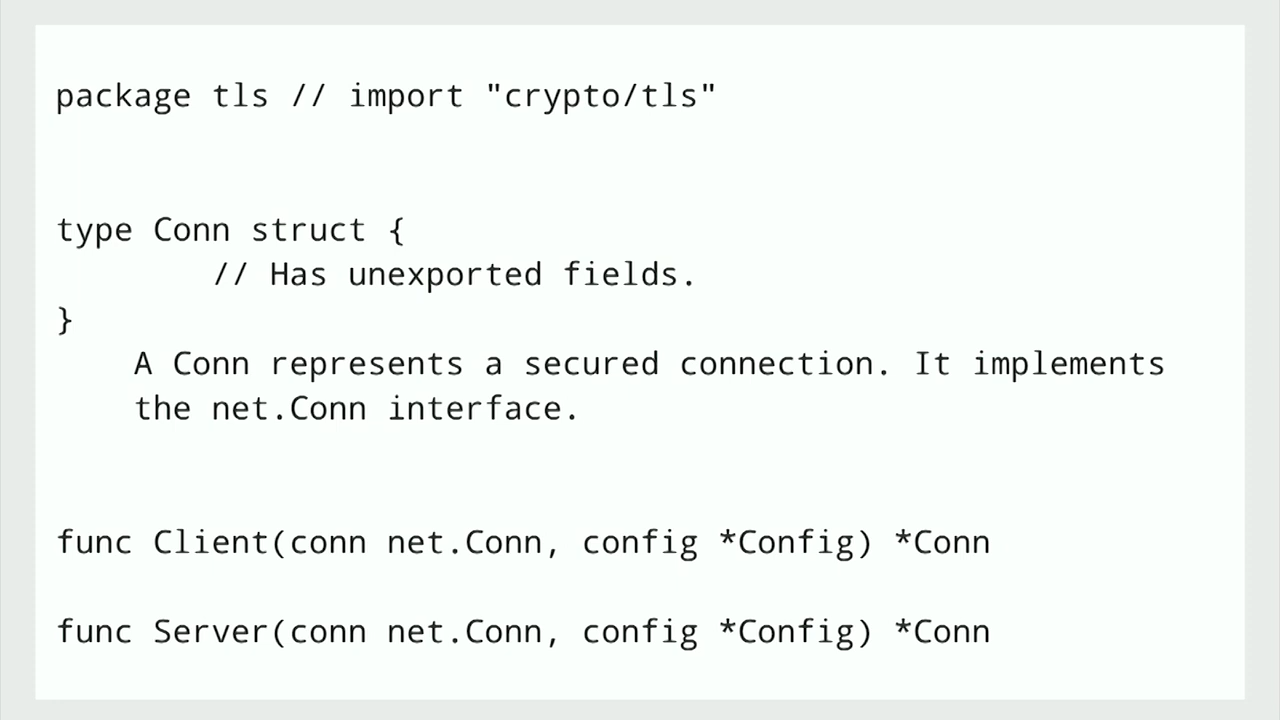 package tls // import "crypto/tls"
type Conn struct {
// Has unexported fields.
}
A Conn represents a secured connection. It implements
the net.Conn interface.
func Client(conn net.Conn, config *Config) *Conn
func Server(conn net.Conn, config *Config) *Conn